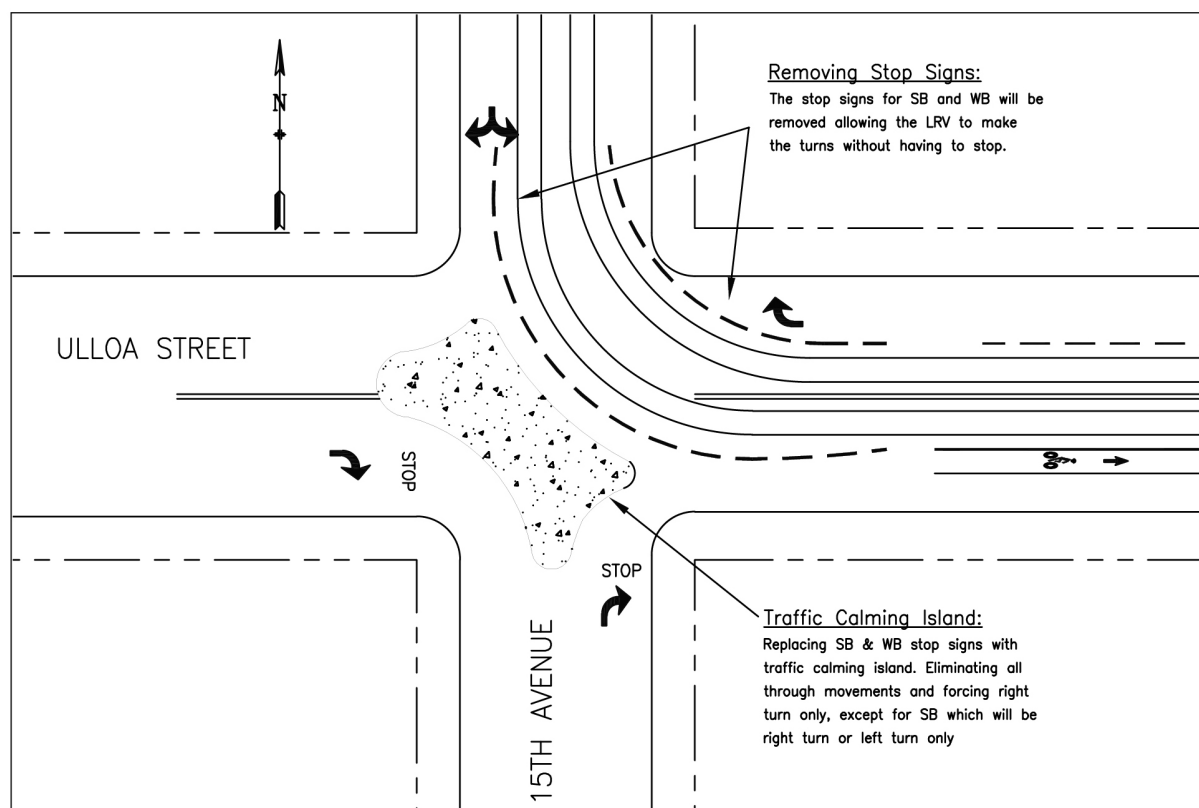 Removing Stop Signs:
The stop signs for SB and WB will be
removed allowing the LRV to make
the turns without having to stop.
N
ULLOA STREET
STOP
STOP
15TH AVENUE
Traffic Calming Island:
Replacing SB & WB stop signs with
traffic calming island. Eliminating all
through movements and forcing right
turn only, except for SB which will be
right turn or left turn only